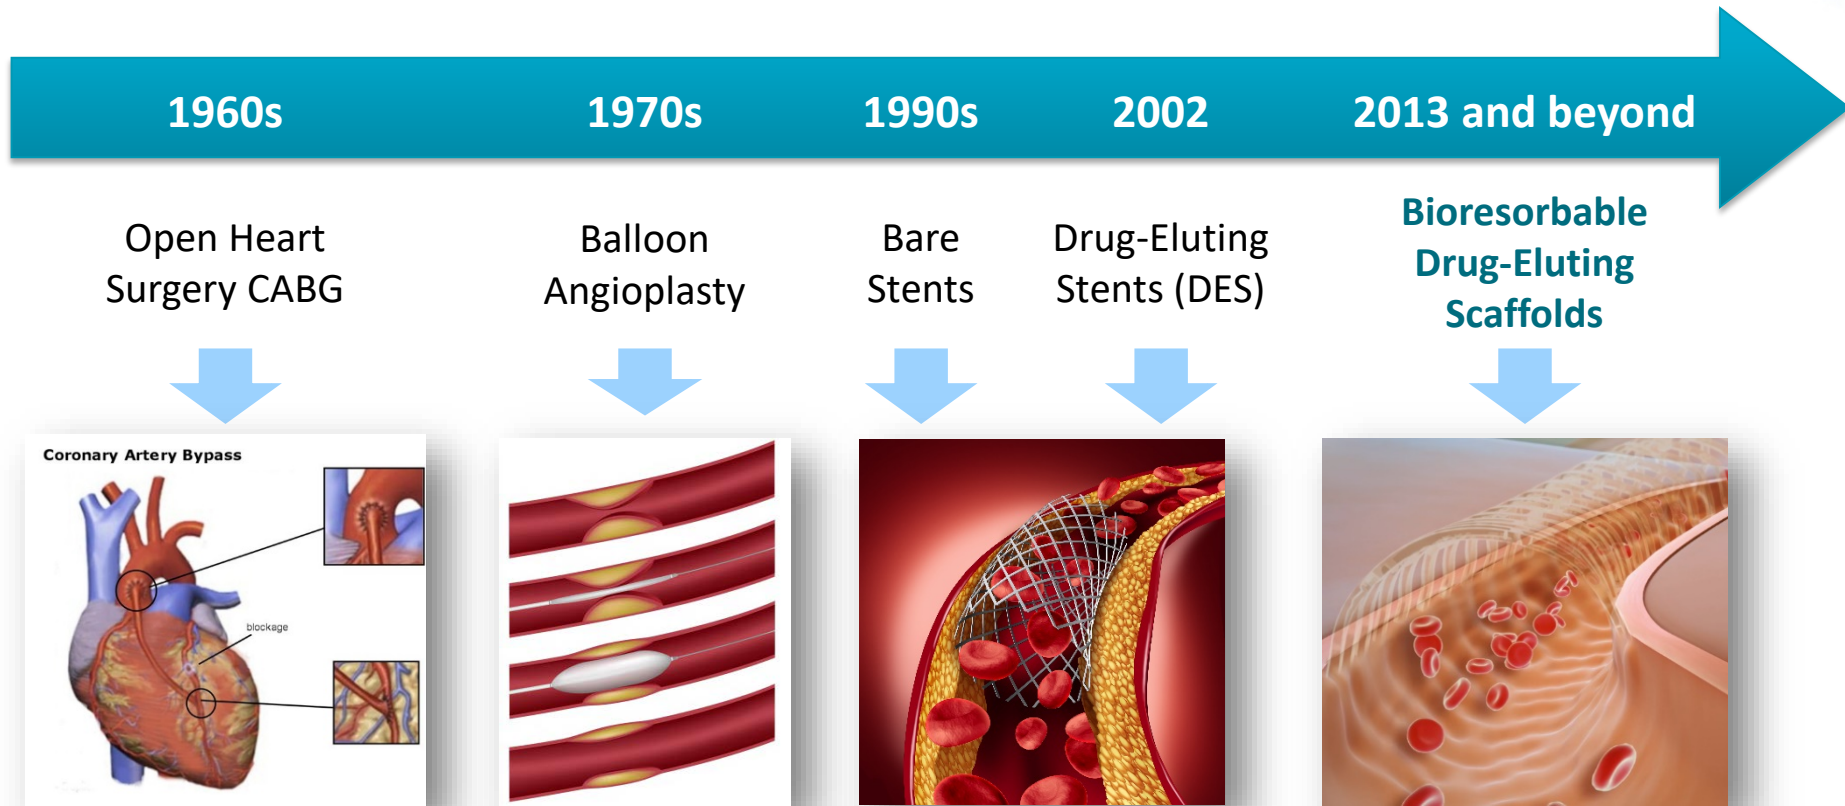 1960s
1970s
1990s
2002
2013 and beyond
Open Heart
Surgery CABG
Balloon
Angioplasty
Bare
Stents
Drug-Eluting
Stents (DES)
Bioresorbable
Drug-Eluting
Scaffolds
Coronary Artery Bypass
blockage